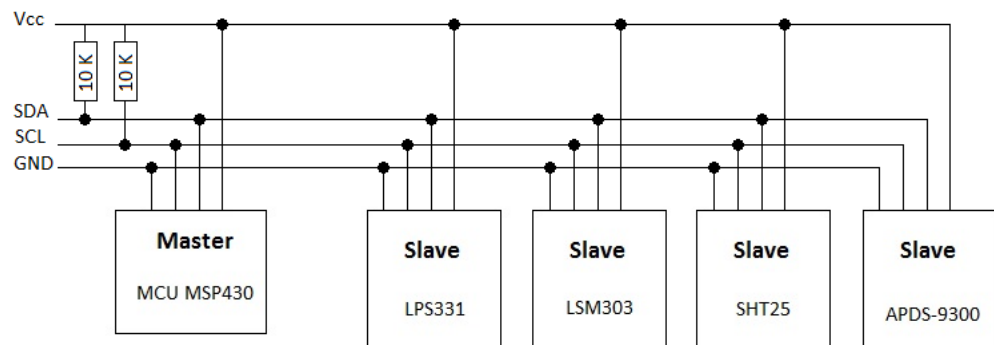 Vcc
10 K
10 K
SDA
SCL
GND
Master
MCU MSP430
Slave
LPS331
Slave
LSM303
Slave
SHT25
Slave
APDS-9300